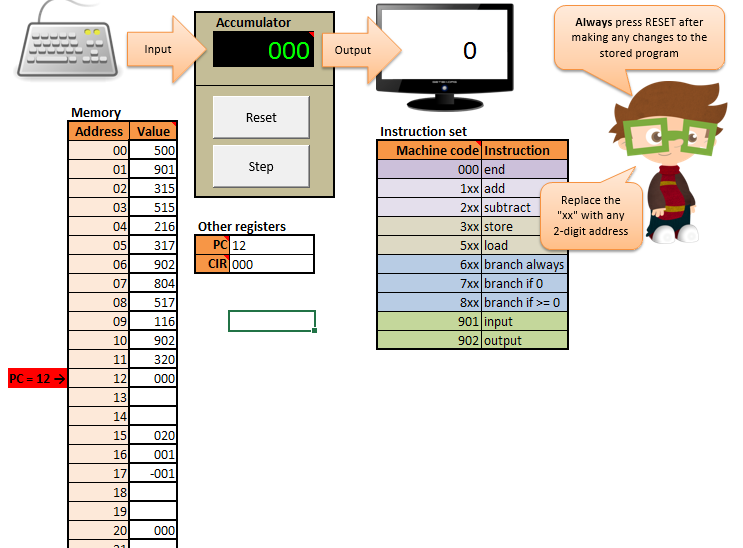 Accumulator
000
Input
Output
0
Always press RESET after
making any changes to the
stored program
Reset
Step
Memory
Address Value
00 500
01 901
02 315
03 515
04 216
05 317
06 902
07 804
08 517
09 116
10 902
11 320
PC = 12 → 12 000
13
14
15 020
16 001
17 -001
18
19
20 000
Other registers
PC 12
CIR 000
Instruction set
Machine code Instruction
000 end
1xx add
2xx subtract
3xx store
5xx load
6xx branch always
7xx branch if 0
8xx branch if >= 0
901 input
902 output
Replace the
"xx" with any
2-digit address